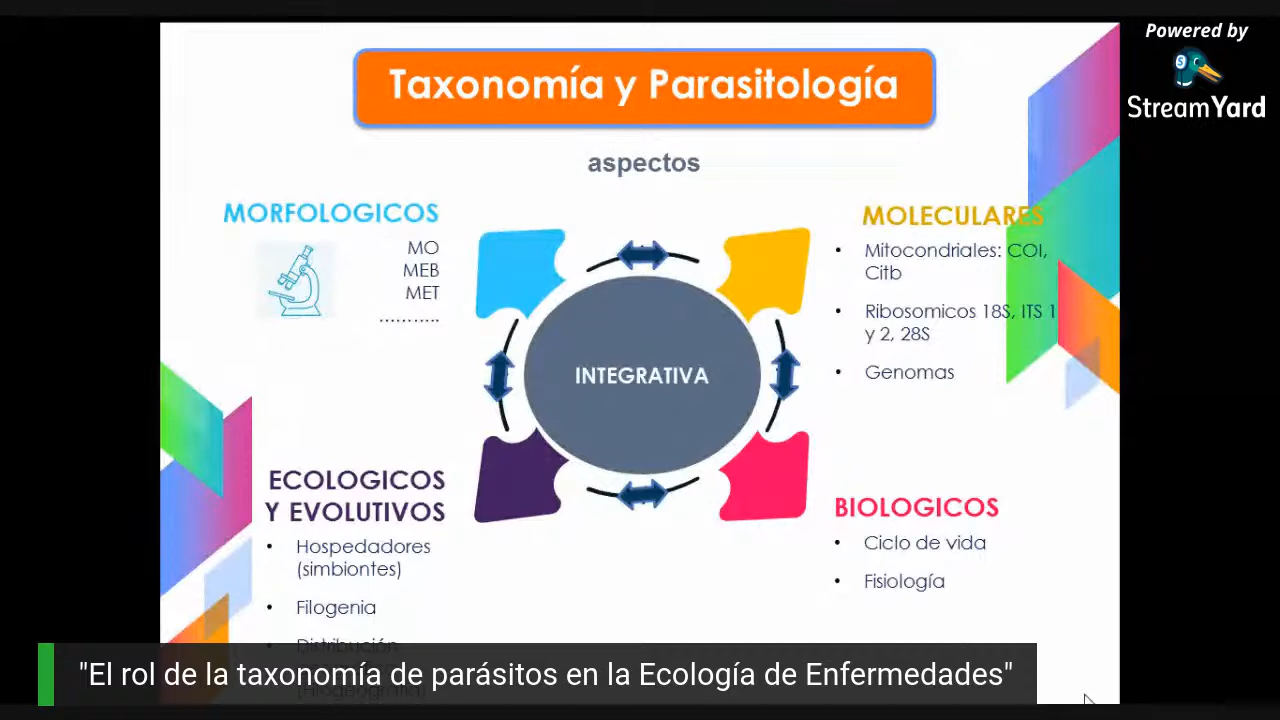 Powered by
StreamYard
Taxonomía y Parasitología
aspectos
MORFOLOGICOS
MO
MEB
MET
...........
MOLECULARES
• Mitocondriales: COI,
Citb
• Ribosomicos 18S, ITS 1
y 2, 28S
• Genomas
INTEGRATIVA
ECOLOGICOS
Y EVOLUTIVOS
• Hospedadores
(simbiontes)
• Filogenia
• Distribución
BIOLOGICOS
• Ciclo de vida
• Fisiología
"El rol de la taxonomía de parásitos en la Ecología de Enfermedades"